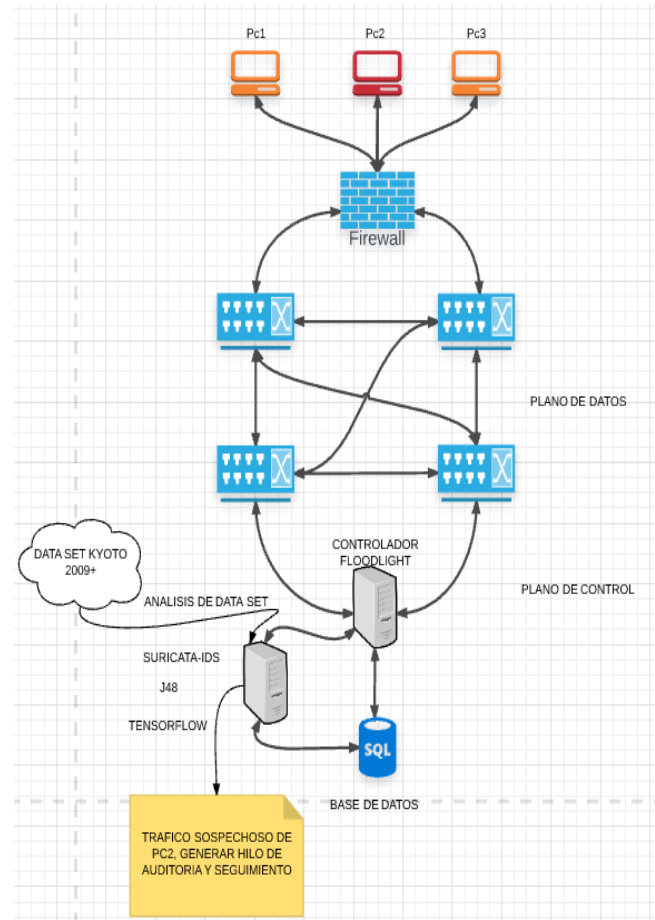 Pc1
Pc2
Pc3
Firewall
PLANO DE DATOS
CONTROLADOR
FLOODLIGHT
DATA SET KYOTO
2009+
PLANO DE CONTROL
ANALISIS DE DATA SET
SURICATA-IDS
J48
TENSORFLOW
SQL
BASE DE DATOS
TRAFICO SOSPECHOSO DE
PC2, GENERAR HILO DE
AUDITORIA Y SEGUIMIENTO